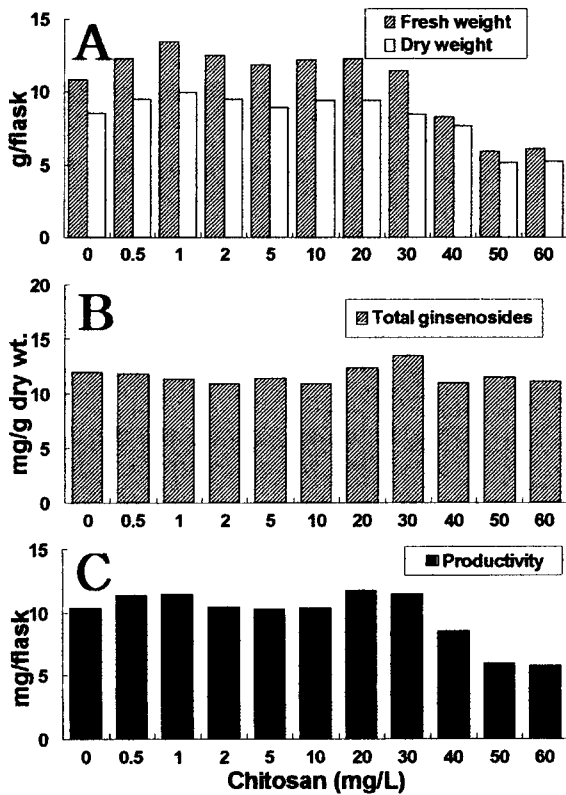 A
Fresh weight
Dry weight
g/flask
15
10
5
0
0 0.5 1 2 5 10 20 30 40 50 60
B
Total ginsenosides
mg/g dry wt.
20
15
10
5
0
0 0.5 1 2 5 10 20 30 40 50 60
C
Productivity
mg/flask
15
10
5
0
0 0.5 1 2 5 10 20 30 40 50 60
Chitosan (mg/L)